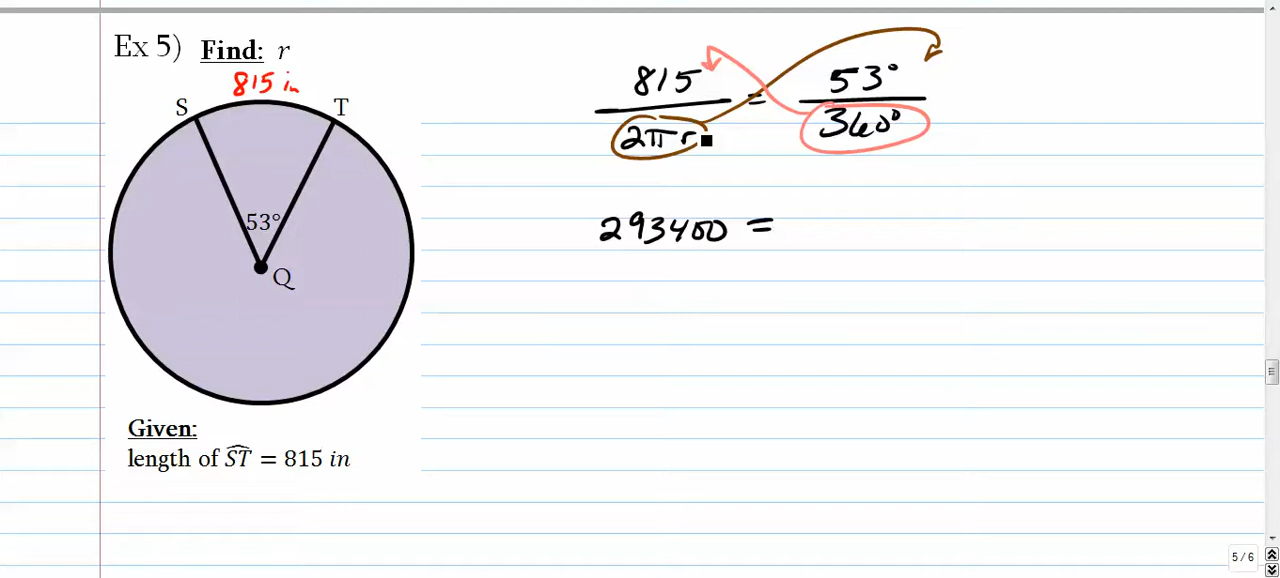 Ex 5) Find: r
815 in
S T
53°
Q
Given:
length of ST = 815 in
815 = 53°
2πr 360°
293400 =
5 / 6